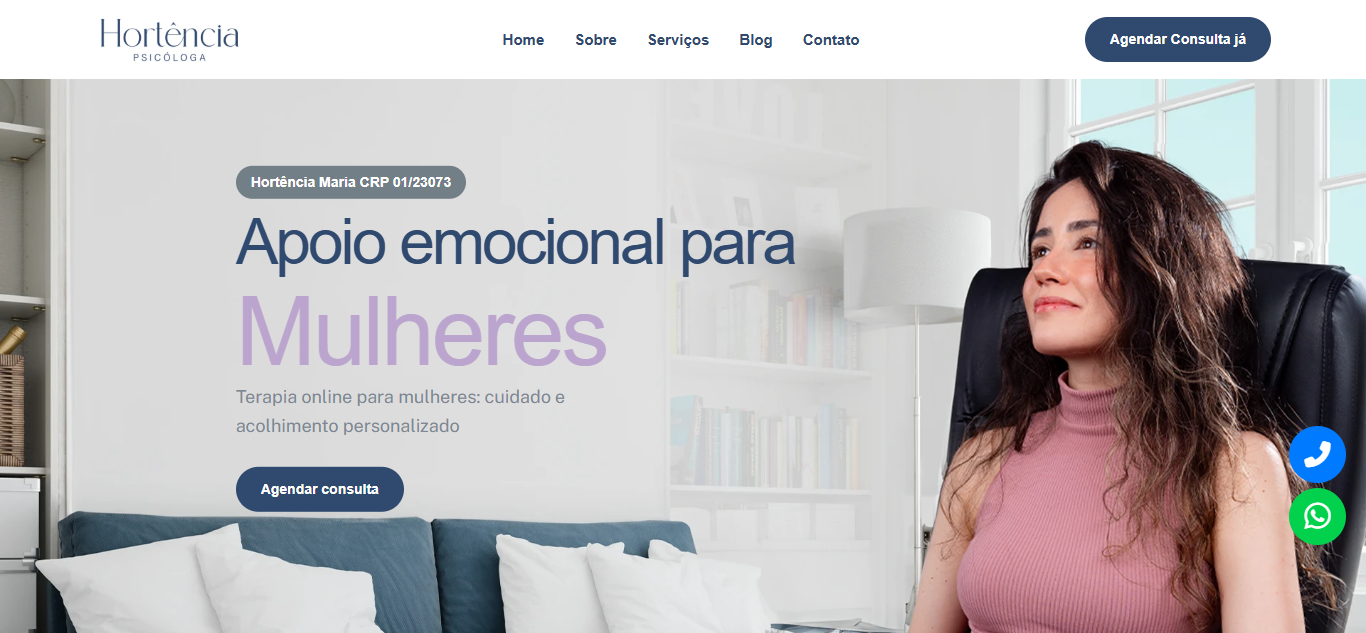 Hortência
PSICÓLOGA
Home
Sobre
Serviços
Blog
Contato
Agendar Consulta já
Hortência Maria CRP 01/23073
Apoio emocional para
Mulheres
Terapia online para mulheres: cuidado e
acolhimento personalizado
Agendar consulta